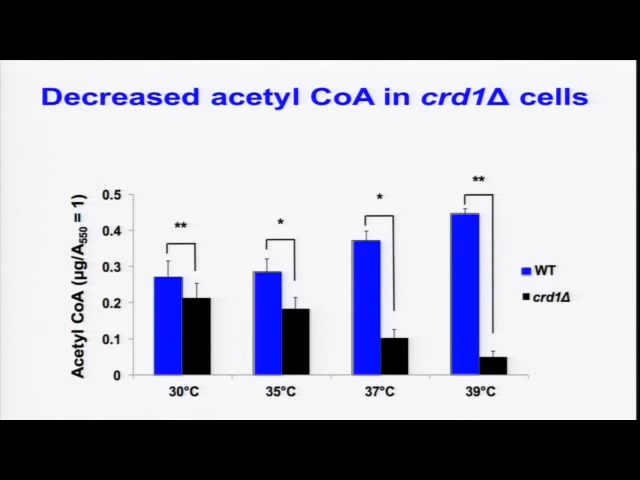 Decreased acetyl CoA in crd1Δ cells
Acetyl CoA (µg/A550 = 1)
0.5
0.4
0.3
0.2
0.1
0
**
*
*
**
30°C
35°C
37°C
39°C
WT
crd1Δ